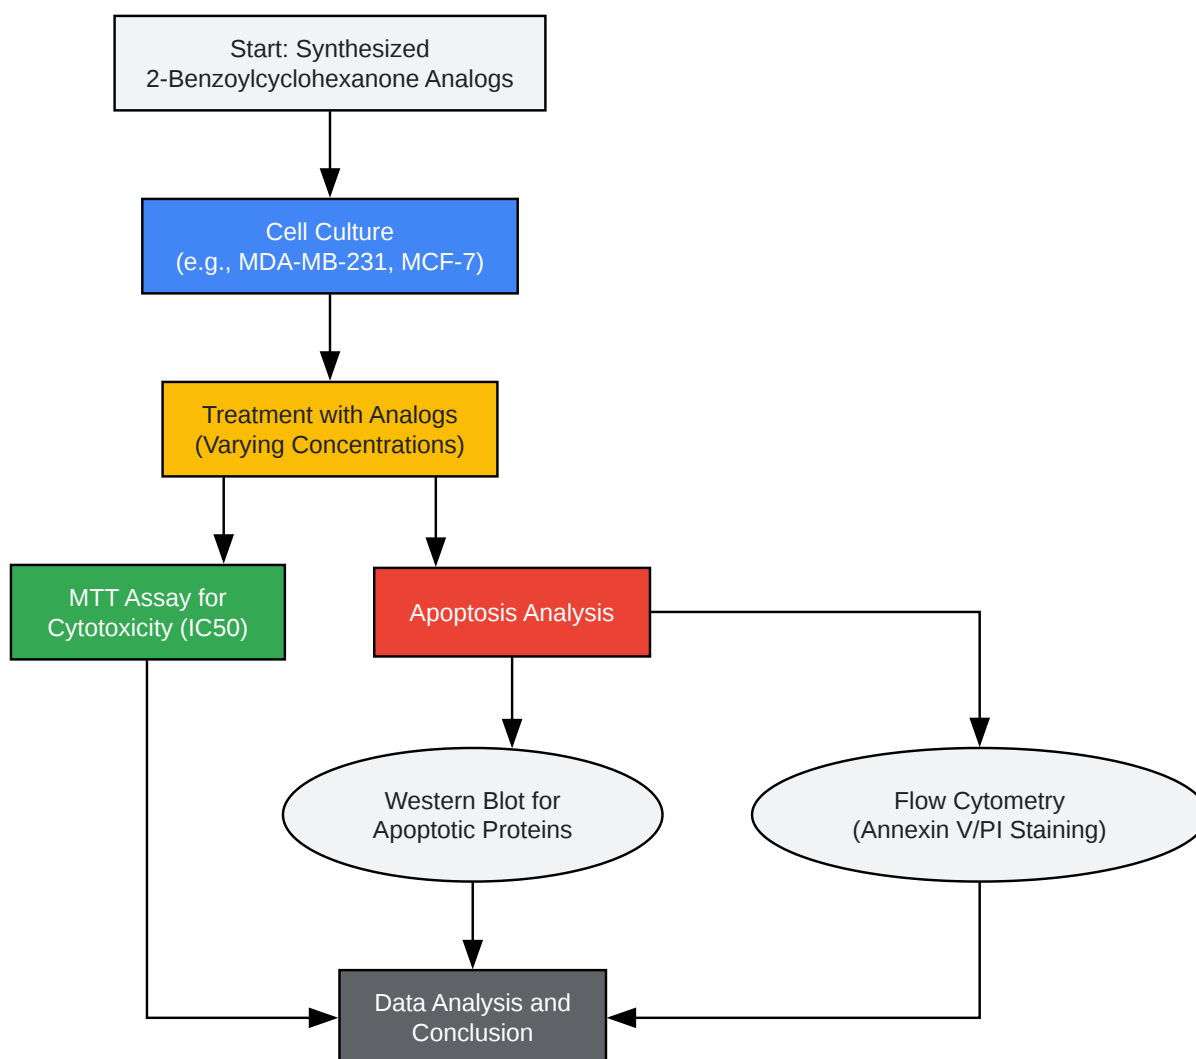 Start: Synthesized
2-Benzoylcyclohexanone Analogs
Cell Culture
(e.g., MDA-MB-231, MCF-7)
Treatment with Analogs
(Varying Concentrations)
MTT Assay for
Cytotoxicity (IC50)
Apoptosis Analysis
Western Blot for
Apoptotic Proteins
Flow Cytometry
(Annexin V/PI Staining)
Data Analysis and
Conclusion